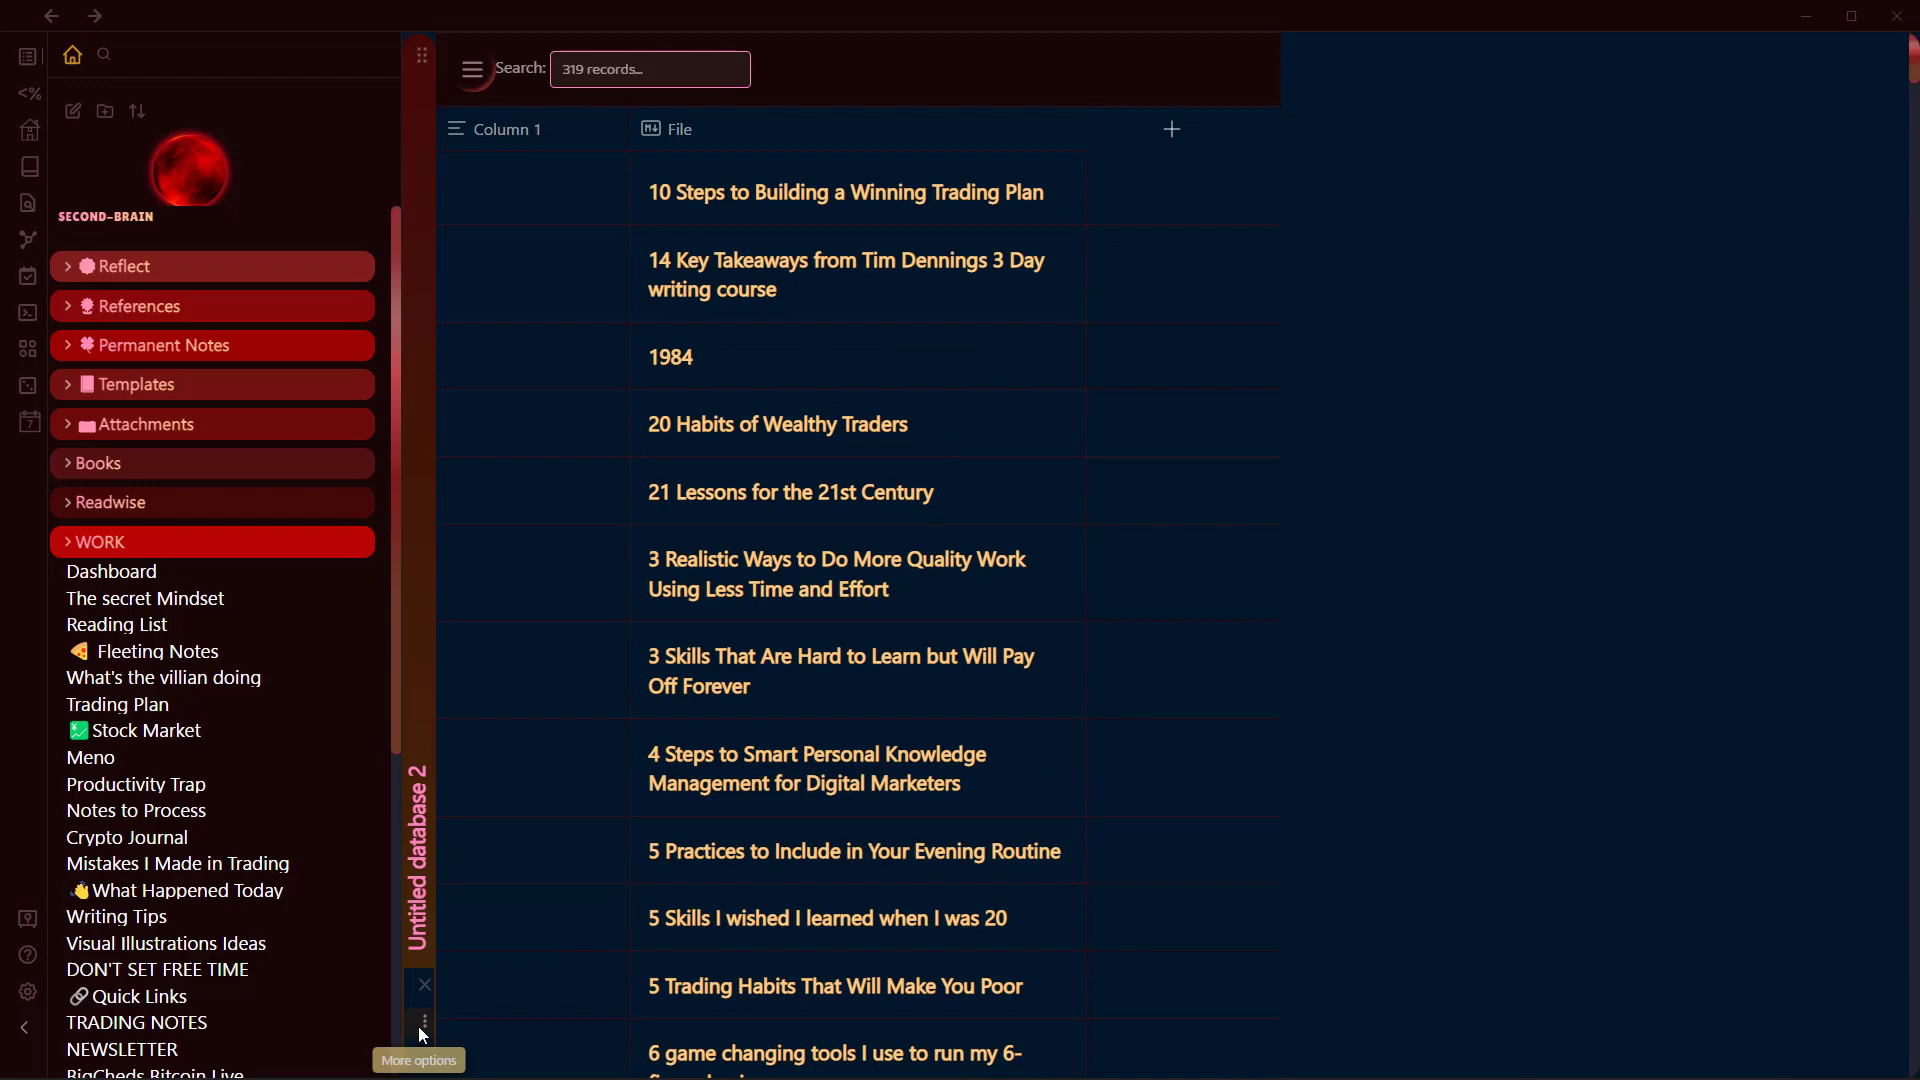 Search:
319 records...
Column 1
File
SECOND-BRAIN
Reflect
References
Permanent Notes
Templates
Attachments
Books
Readwise
WORK
Dashboard
The secret Mindset
Reading List
Fleeting Notes
What's the villian doing
Trading Plan
Stock Market
Meno
Productivity Trap
Notes to Process
Crypto Journal
Mistakes I Made in Trading
What Happened Today
Writing Tips
Visual Illustrations Ideas
DON'T SET FREE TIME
Quick Links
TRADING NOTES
NEWSLETTER
BigCheds Bitcoin Live
7
Untitled database 2
More options
10 Steps to Building a Winning Trading Plan
14 Key Takeaways from Tim Dennings 3 Day
writing course
1984
20 Habits of Wealthy Traders
21 Lessons for the 21st Century
3 Realistic Ways to Do More Quality Work
Using Less Time and Effort
3 Skills That Are Hard to Learn but Will Pay
Off Forever
4 Steps to Smart Personal Knowledge
Management for Digital Marketers
5 Practices to Include in Your Evening Routine
5 Skills I wished I learned when I was 20
5 Trading Habits That Will Make You Poor
6 game changing tools I use to run my 6-